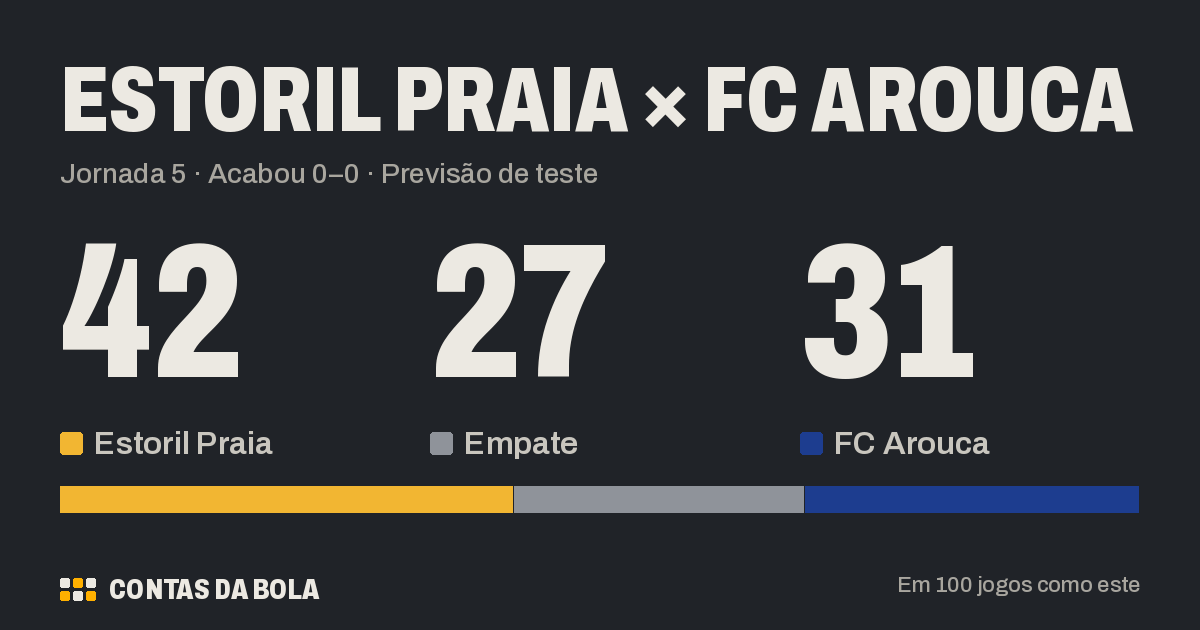 ESTORIL PRAIA × FC AROUCA
Jornada 5 · Acabou 0–0 · Previsão de teste
42 27 31
Estoril Praia Empate FC Arouca
CONTAS DA BOLA Em 100 jogos como este